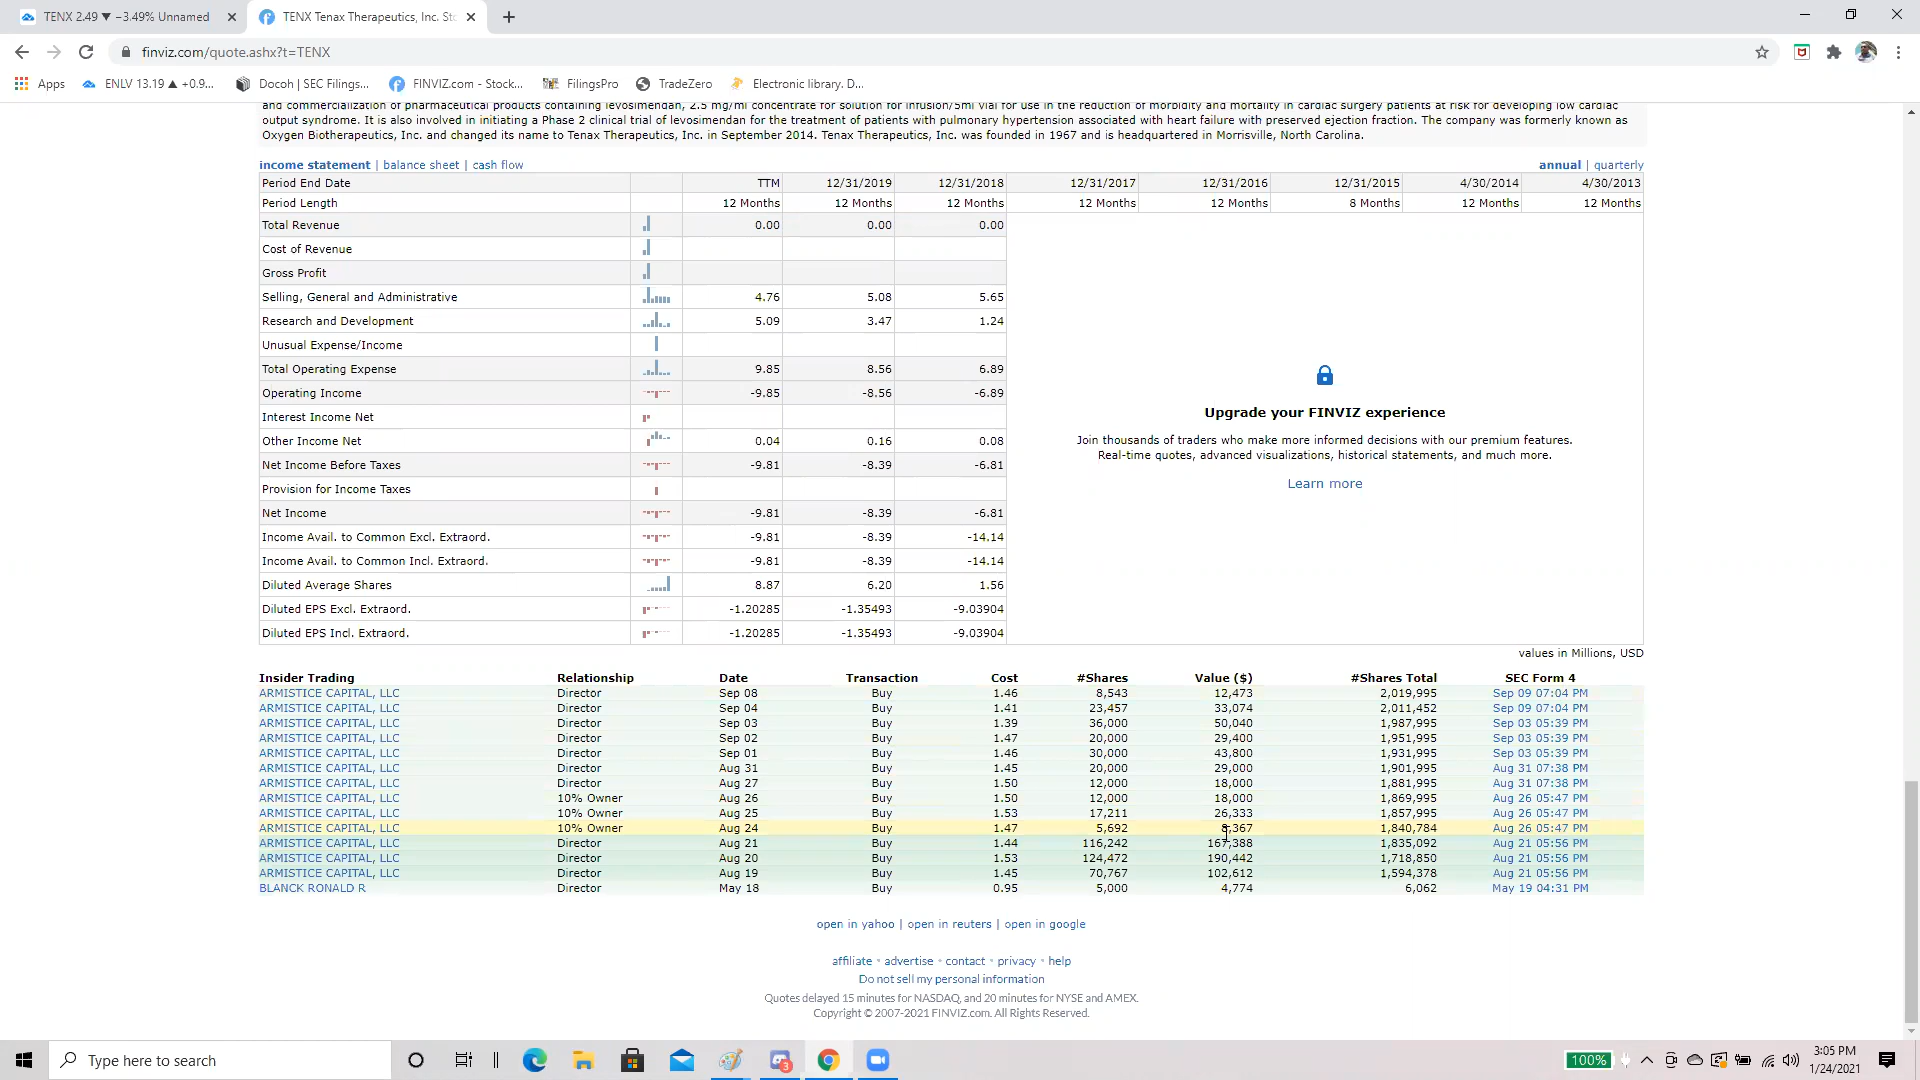 TENX 2.49 ▼ −3.49% Unnamed
TENX Tenax Therapeutics, Inc. Sto
finviz.com/quote.ashx?t=TENX
Apps
ENLV 13.19 ▲ +0.9...
Docoh | SEC Filings...
FINVIZ.com - Stock...
FilingsPro
TradeZero
Electronic library. D...
and commercialization of pharmaceutical products containing levosimendan, 2.5 mg/ml concentrate for solution for infusion/5ml vial for use in the reduction of morbidity and mortality in cardiac surgery patients at risk for developing low cardiac
output syndrome. It is also involved in initiating a Phase 2 clinical trial of levosimendan for the treatment of patients with pulmonary hypertension associated with heart failure with preserved ejection fraction. The company was formerly known as
Oxygen Biotherapeutics, Inc. and changed its name to Tenax Therapeutics, Inc. in September 2014. Tenax Therapeutics, Inc. was founded in 1967 and is headquartered in Morrisville, North Carolina.
income statement | balance sheet | cash flow annual | quarterly
Period End Date TTM 12/31/2019 12/31/2018 12/31/2017 12/31/2016 12/31/2015 4/30/2014 4/30/2013
Period Length 12 Months 12 Months 12 Months 12 Months 12 Months 8 Months 12 Months 12 Months
Total Revenue 0.00 0.00 0.00
Cost of Revenue
Gross Profit
Selling, General and Administrative 4.76 5.08 5.65
Research and Development 5.09 3.47 1.24
Unusual Expense/Income
Total Operating Expense 9.85 8.56 6.89
Operating Income -9.85 -8.56 -6.89
Interest Income Net
Other Income Net 0.04 0.16 0.08
Net Income Before Taxes -9.81 -8.39 -6.81
Provision for Income Taxes
Net Income -9.81 -8.39 -6.81
Income Avail. to Common Excl. Extraord. -9.81 -8.39 -14.14
Income Avail. to Common Incl. Extraord. -9.81 -8.39 -14.14
Diluted Average Shares 8.87 6.20 1.56
Diluted EPS Excl. Extraord. -1.20285 -1.35493 -9.03904
Diluted EPS Incl. Extraord. -1.20285 -1.35493 -9.03904
Upgrade your FINVIZ experience
Join thousands of traders who make more informed decisions with our premium features.
Real-time quotes, advanced visualizations, historical statements, and much more.
Learn more
values in Millions, USD
Insider Trading Relationship Date Transaction Cost #Shares Value ($) #Shares Total SEC Form 4
ARMISTICE CAPITAL, LLC Director Sep 08 Buy 1.46 8,543 12,473 2,019,995 Sep 09 07:04 PM
ARMISTICE CAPITAL, LLC Director Sep 04 Buy 1.41 23,457 33,074 2,011,452 Sep 09 07:04 PM
ARMISTICE CAPITAL, LLC Director Sep 03 Buy 1.39 36,000 50,040 1,987,995 Sep 03 05:39 PM
ARMISTICE CAPITAL, LLC Director Sep 02 Buy 1.47 20,000 29,400 1,951,995 Sep 03 05:39 PM
ARMISTICE CAPITAL, LLC Director Sep 01 Buy 1.46 30,000 43,800 1,931,995 Sep 03 05:39 PM
ARMISTICE CAPITAL, LLC Director Aug 31 Buy 1.45 20,000 29,000 1,901,995 Aug 31 07:38 PM
ARMISTICE CAPITAL, LLC Director Aug 27 Buy 1.50 12,000 18,000 1,881,995 Aug 31 07:38 PM
ARMISTICE CAPITAL, LLC 10% Owner Aug 26 Buy 1.50 12,000 18,000 1,869,995 Aug 26 05:47 PM
ARMISTICE CAPITAL, LLC 10% Owner Aug 25 Buy 1.53 17,211 26,333 1,857,995 Aug 26 05:47 PM
ARMISTICE CAPITAL, LLC 10% Owner Aug 24 Buy 1.47 5,692 8,367 1,840,784 Aug 26 05:47 PM
ARMISTICE CAPITAL, LLC Director Aug 21 Buy 1.44 116,242 167,388 1,835,092 Aug 21 05:56 PM
ARMISTICE CAPITAL, LLC Director Aug 20 Buy 1.53 124,472 190,442 1,718,850 Aug 21 05:56 PM
ARMISTICE CAPITAL, LLC Director Aug 19 Buy 1.45 70,767 102,612 1,594,378 Aug 21 05:56 PM
BLANCK RONALD R Director May 18 Buy 0.95 5,000 4,774 6,062 May 19 04:31 PM
open in yahoo | open in reuters | open in google
affiliate • advertise • contact • privacy • help
Do not sell my personal information
Quotes delayed 15 minutes for NASDAQ, and 20 minutes for NYSE and AMEX.
Copyright © 2007-2021 FINVIZ.com. All Rights Reserved.
Type here to search
3
100%
3:05 PM
1/24/2021